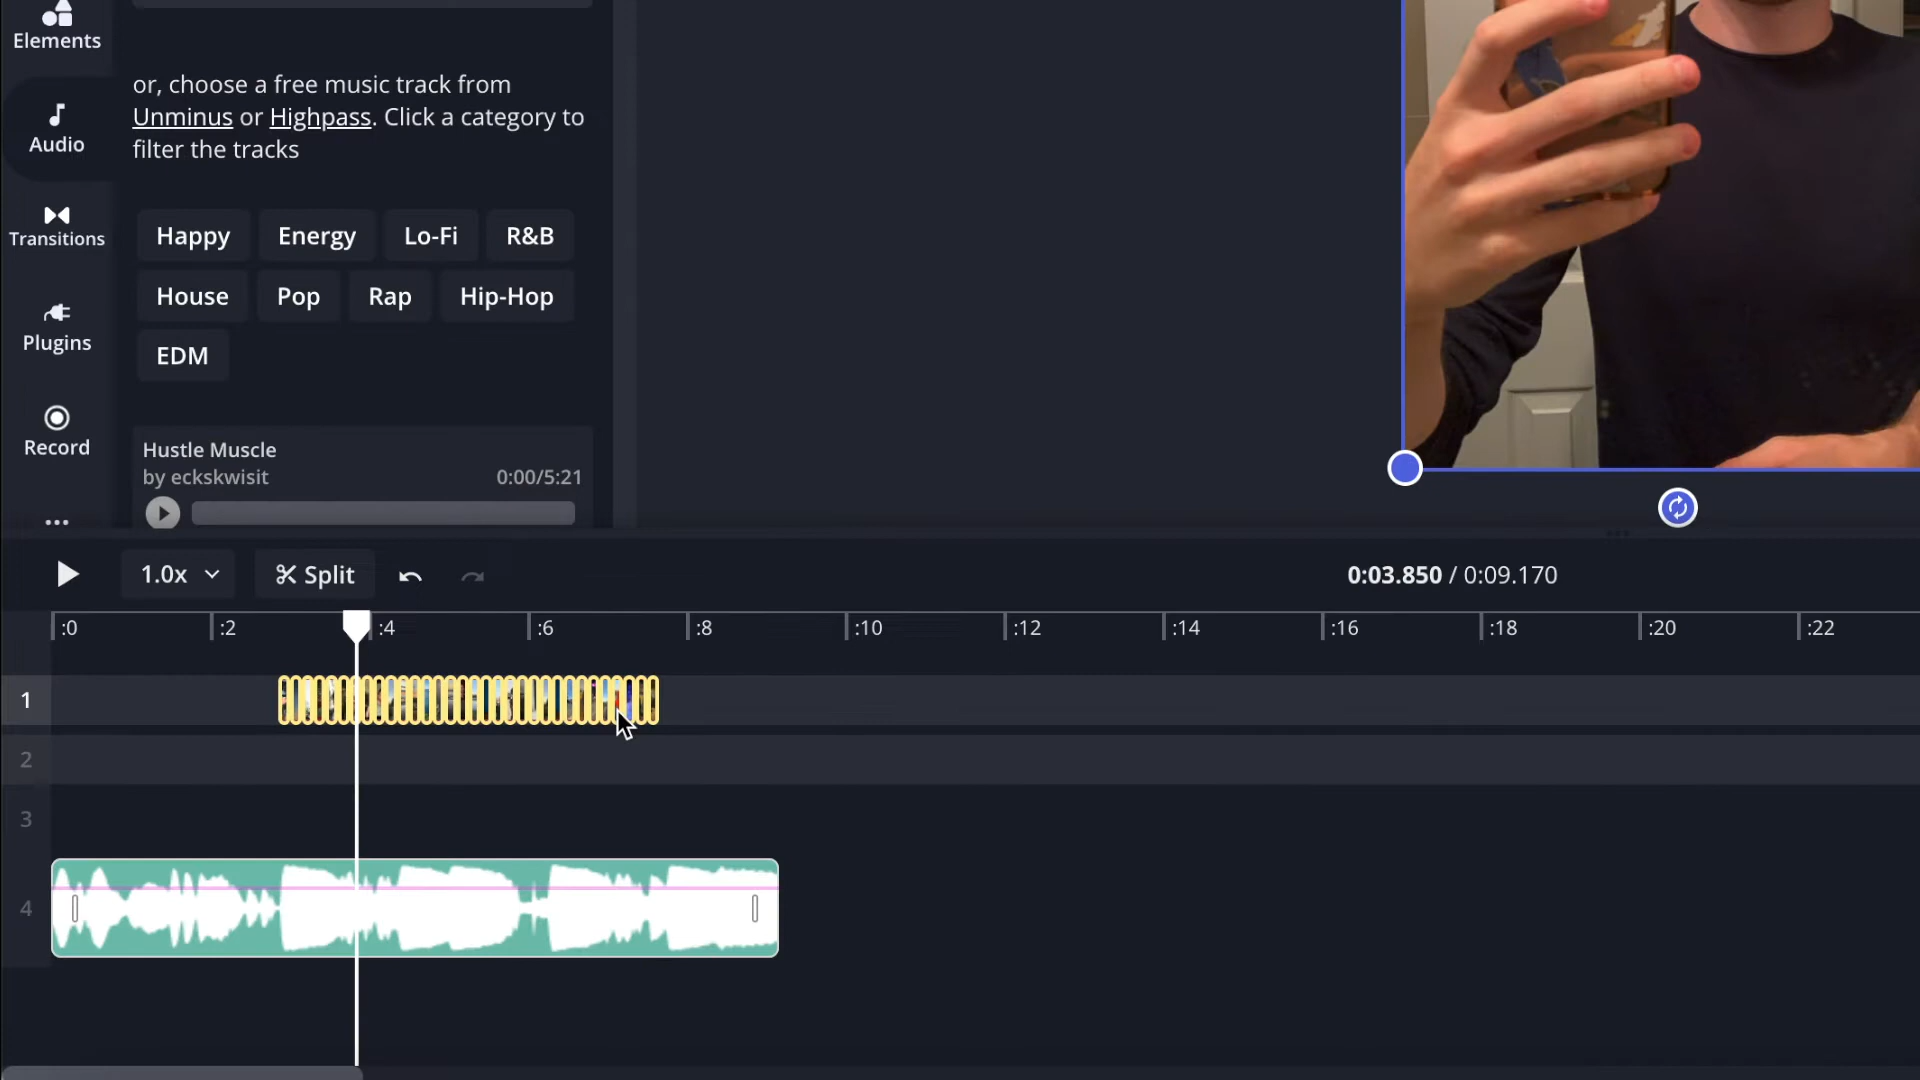 Elements
or, choose a free music track from
Unminus or Highpass. Click a category to
filter the tracks
Audio
Transitions
Happy
Energy
Lo-Fi
R&B
House
Pop
Rap
Hip-Hop
Plugins
EDM
Record
Hustle Muscle
by eckskwisit
0:00/5:21
...
1.0x
Split
0:03.850 / 0:09.170
:0
:2
:4
:6
:8
:10
:12
:14
:16
:18
:20
:22
1
2
3
4